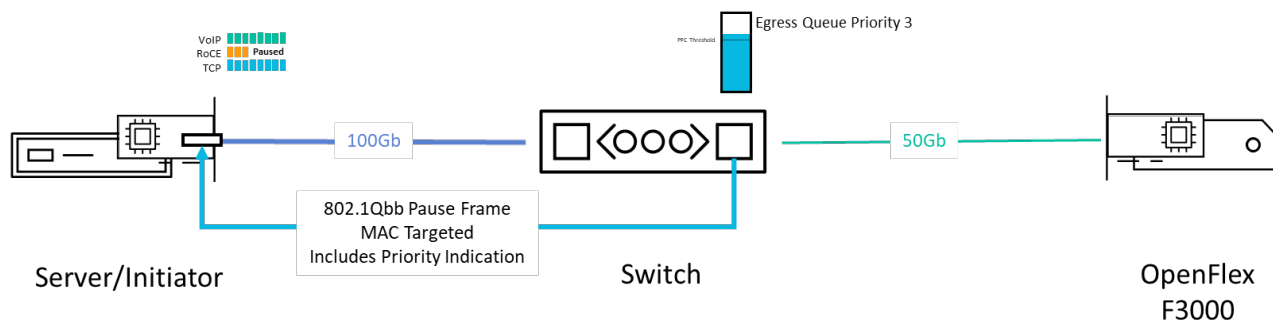 Egress Queue Priority 3
PFC Threshold
VoIP
RoCE Paused
TCP
100Gb
50Gb
802.1Qbb Pause Frame
MAC Targeted
Includes Priority Indication
Server/Initiator
Switch
OpenFlex
F3000